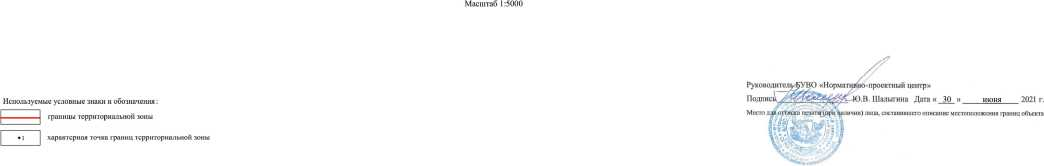 Масштаб 1:5000
Руководитель БУВО «Нормативно-проектный центр»
Подпись Ю.В. Шалыгина Дата « 30 » июня 2021 г.
Место для оттиска печати (при наличии) лица, составившего описание местоположения границ объекта
Используемые условные знаки и обозначения:
границы территориальной зоны
1 характерная точка границ территориальной зоны